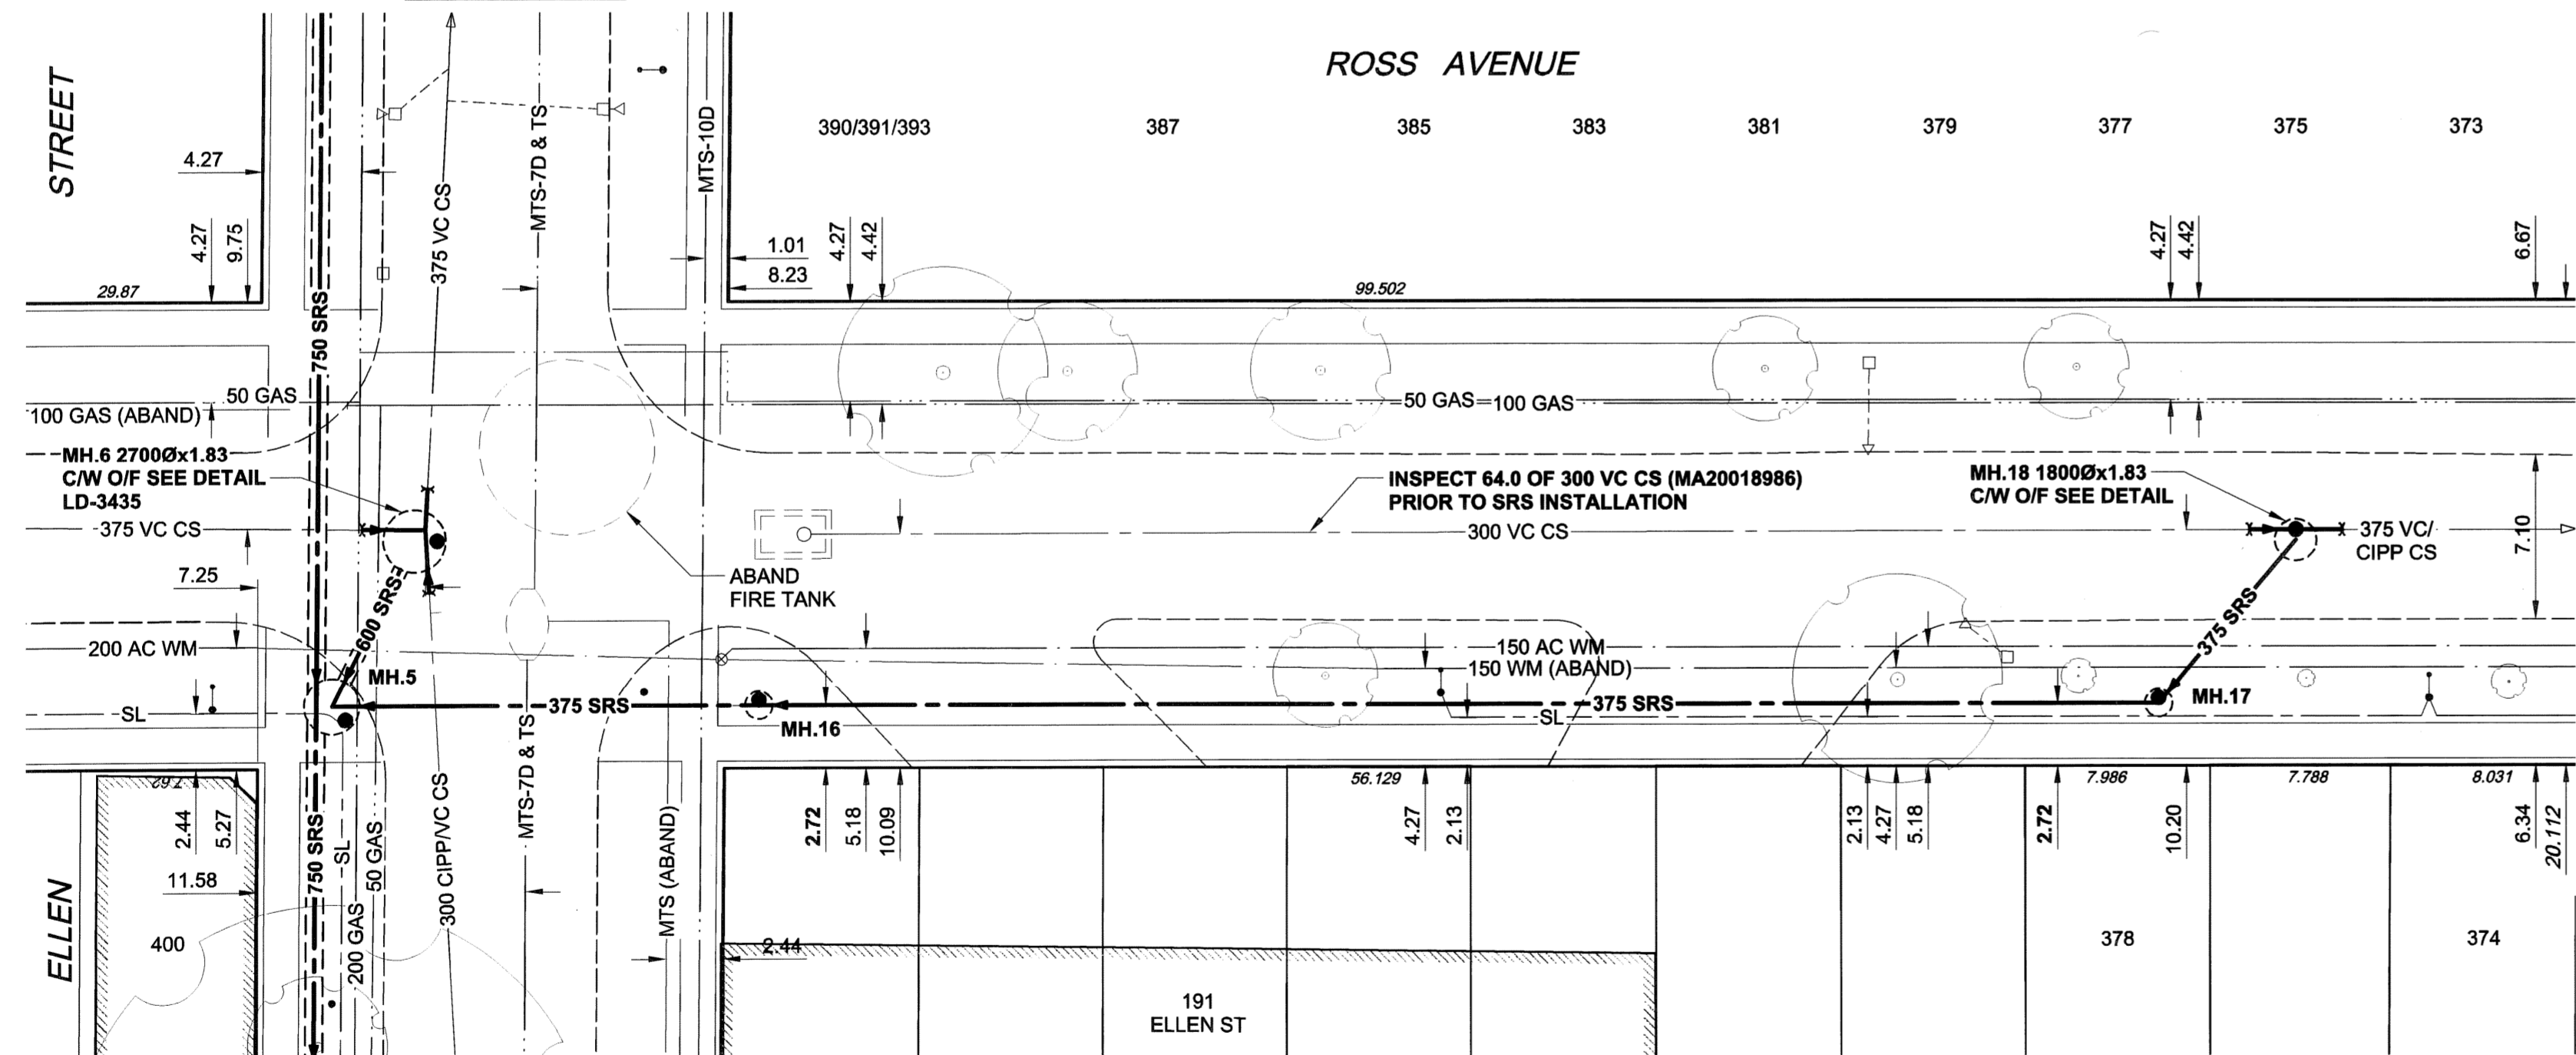 ROSS AVENUE
STREET
390/391/393
387
385
383
381
379
377
375
373
4.27
4.27
9.75
375 VC CS
MTS-7D & TS
MTS-10D
1.01
8.23
4.27
4.42
4.27
4.42
6.67
29.87
99.502
750 SRS
50 GAS
100 GAS (ABAND)
50 GAS
100 GAS
MH.6 2700Øx1.83
C/W O/F SEE DETAIL
LD-3435
INSPECT 64.0 OF 300 VC CS (MA20018986)
PRIOR TO SRS INSTALLATION
MH.18 1800Øx1.83
C/W O/F SEE DETAIL
375 VC CS
300 VC CS
375 VC/
CIPP CS
7.10
7.25
ABAND
FIRE TANK
600 SRS
375 SRS
200 AC WM
150 AC WM
150 WM (ABAND)
MH.5
MH.17
SL
375 SRS
375 SRS
SL
MH.16
MTS-7D & TS
7.62
56.129
7.986
7.788
8.031
2.44
5.27
2.72
5.18
10.09
4.27
2.13
2.13
4.27
5.18
2.72
10.20
6.34
20.112
11.58
750 SRS
SL
200 GAS
50 GAS
300 CIPP/VC CS
MTS (ABAND)
ELLEN
400
2.44
378
374
191
ELLEN ST